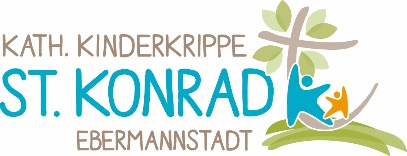 KATH. KINDERKRIPPE
ST. KONRAD
EBERMANNSTADT